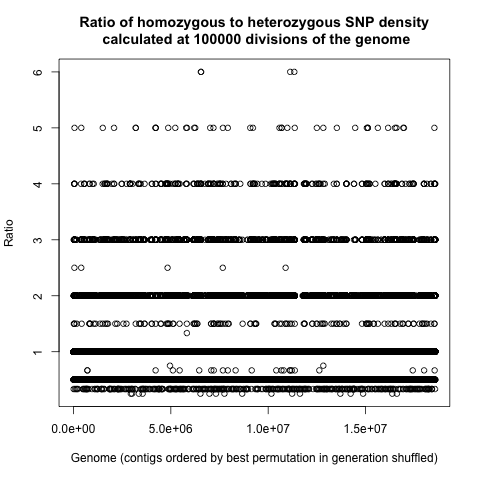 Ratio of homozygous to heterozygous SNP density
calculated at 100000 divisions of the genome
Ratio
6
5
4
3
2
1
0.0e+00 5.0e+06 1.0e+07 1.5e+07
Genome (contigs ordered by best permutation in generation shuffled)